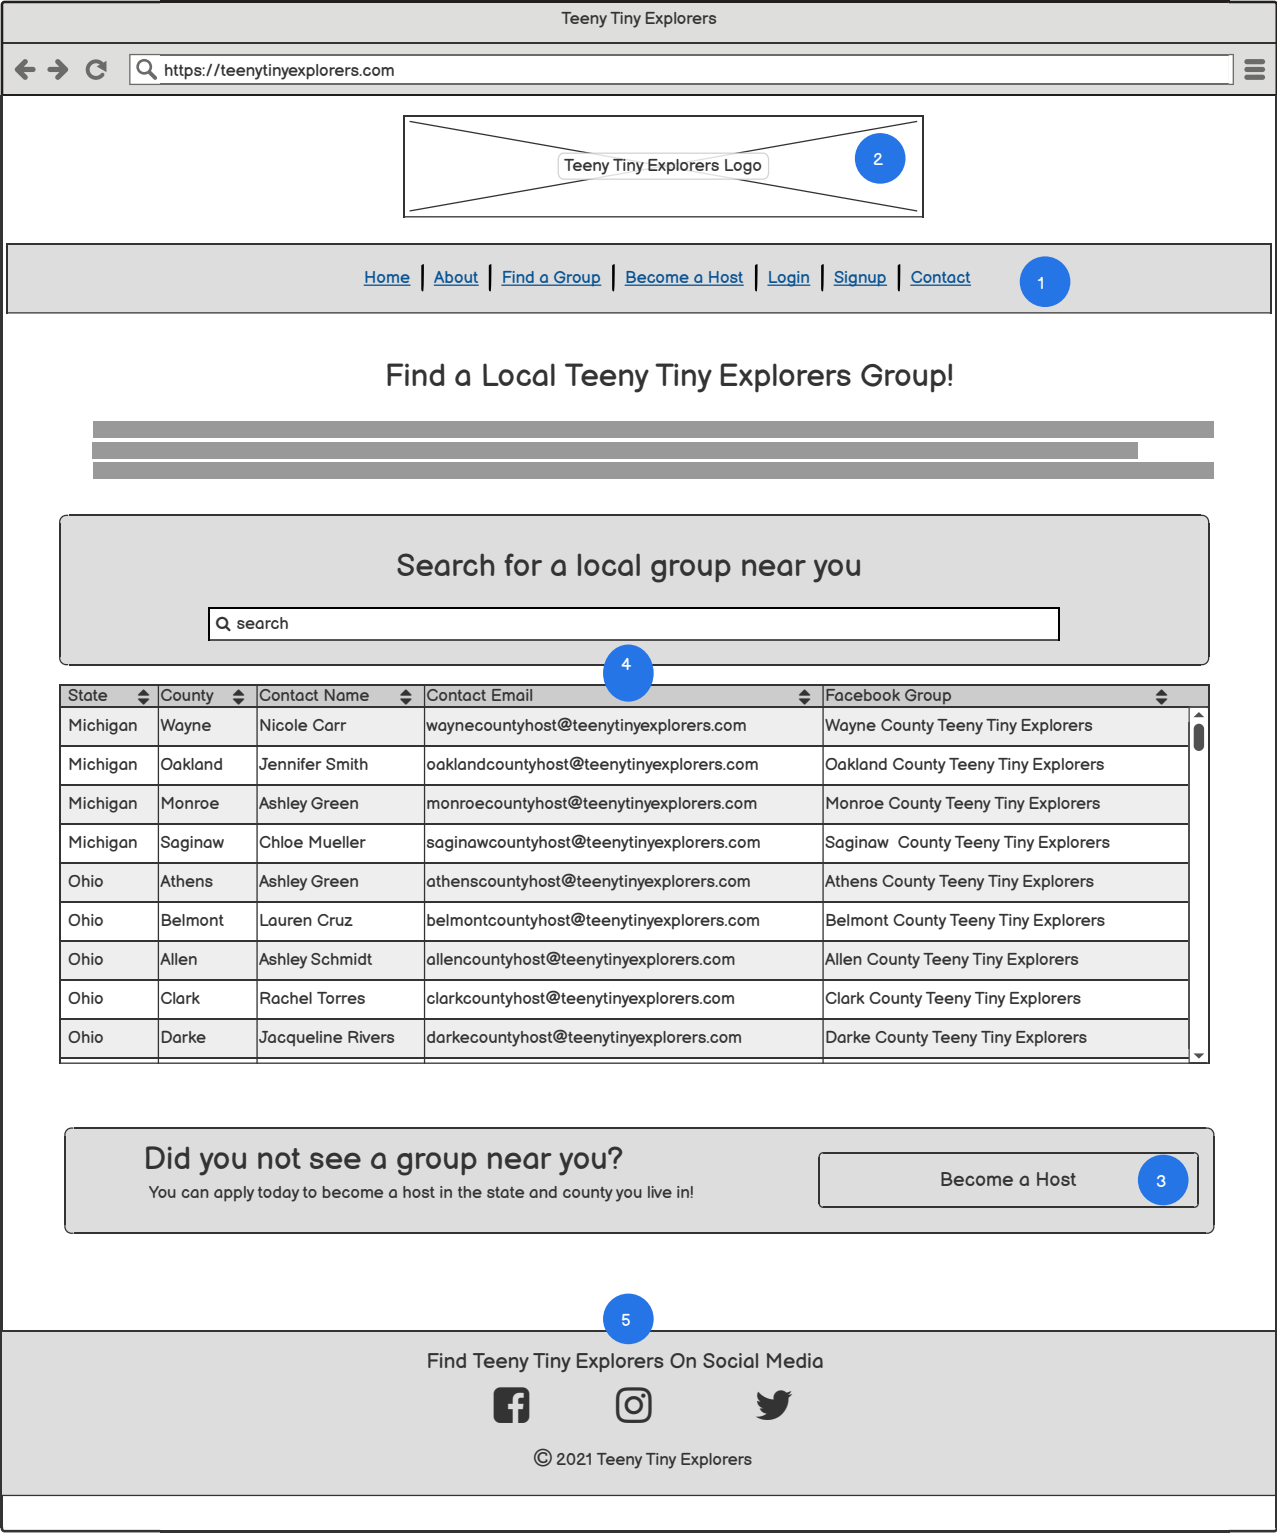 Teeny Tiny Explorers
https://teenytinyexplorers.com
Teeny Tiny Explorers Logo
2
Home About Find a Group Become a Host Login Signup Contact
1
Find a Local Teeny Tiny Explorers Group!
Search for a local group near you
search
4
State County Contact Name Contact Email Facebook Group
Michigan Wayne Nicole Carr waynecountyhost@teenytinyexplorers.com Wayne County Teeny Tiny Explorers
Michigan Oakland Jennifer Smith oaklandcountyhost@teenytinyexplorers.com Oakland County Teeny Tiny Explorers
Michigan Monroe Ashley Green monroecountyhost@teenytinyexplorers.com Monroe County Teeny Tiny Explorers
Michigan Saginaw Chloe Mueller saginawcountyhost@teenytinyexplorers.com Saginaw County Teeny Tiny Explorers
Ohio Athens Ashley Green athenscountyhost@teenytinyexplorers.com Athens County Teeny Tiny Explorers
Ohio Belmont Lauren Cruz belmontcountyhost@teenytinyexplorers.com Belmont County Teeny Tiny Explorers
Ohio Allen Ashley Schmidt allencountyhost@teenytinyexplorers.com Allen County Teeny Tiny Explorers
Ohio Clark Rachel Torres clarkcountyhost@teenytinyexplorers.com Clark County Teeny Tiny Explorers
Ohio Darke Jacqueline Rivers darkecountyhost@teenytinyexplorers.com Darke County Teeny Tiny Explorers
Did you not see a group near you?
You can apply today to become a host in the state and county you live in!
Become a Host
3
5
Find Teeny Tiny Explorers On Social Media
© 2021 Teeny Tiny Explorers